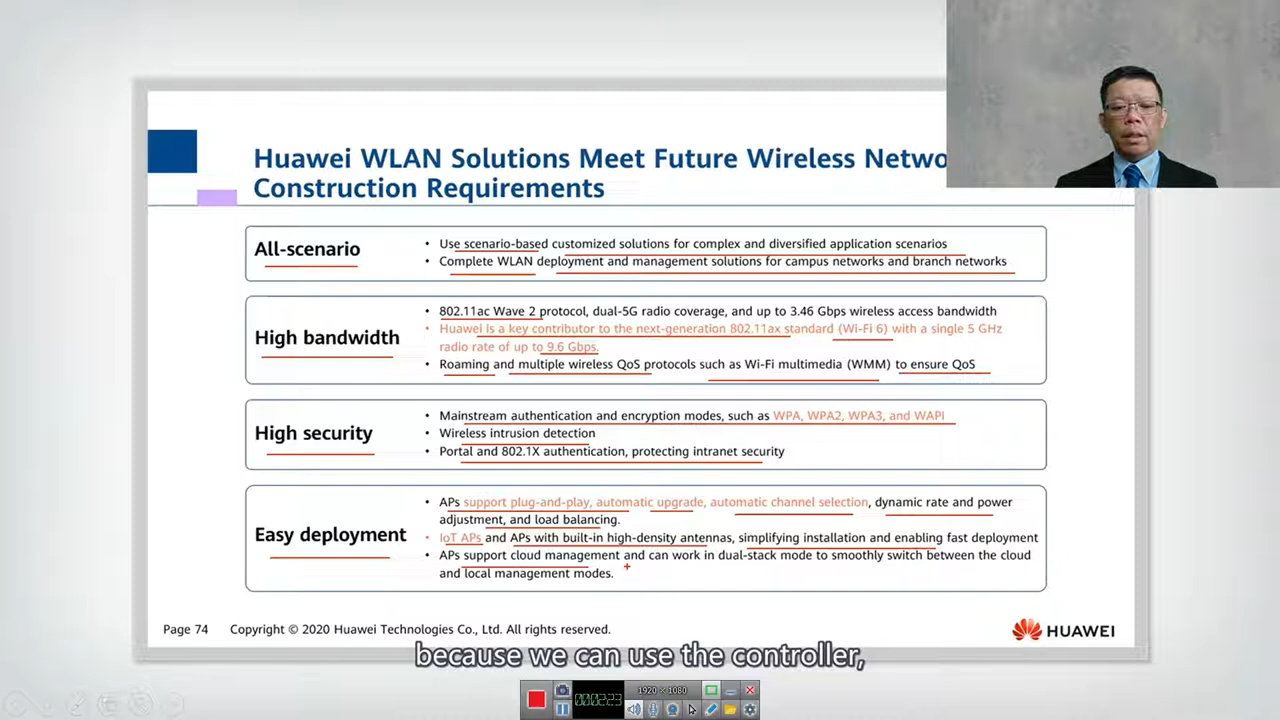 Huawei WLAN Solutions Meet Future Wireless Netwo
Construction Requirements
All-scenario
• Use scenario-based customized solutions for complex and diversified application scenarios
• Complete WLAN deployment and management solutions for campus networks and branch networks
High bandwidth
• 802.11ac Wave 2 protocol, dual-5G radio coverage, and up to 3.46 Gbps wireless access bandwidth
• Huawei is a key contributor to the next-generation 802.11ax standard (Wi-Fi 6) with a single 5 GHz
radio rate of up to 9.6 Gbps.
• Roaming and multiple wireless QoS protocols such as Wi-Fi multimedia (WMM) to ensure QoS
High security
• Mainstream authentication and encryption modes, such as WPA, WPA2, WPA3, and WAPI
• Wireless intrusion detection
• Portal and 802.1X authentication, protecting intranet security
Easy deployment
• APs support plug-and-play, automatic upgrade, automatic channel selection, dynamic rate and power
adjustment, and load balancing.
• IoT APs and APs with built-in high-density antennas, simplifying installation and enabling fast deployment
• APs support cloud management and can work in dual-stack mode to smoothly switch between the cloud
and local management modes.
Page 74 Copyright © 2020 Huawei Technologies Co., Ltd. All rights reserved.
HUAWEI
because we can use the controller,
1920 × 1080